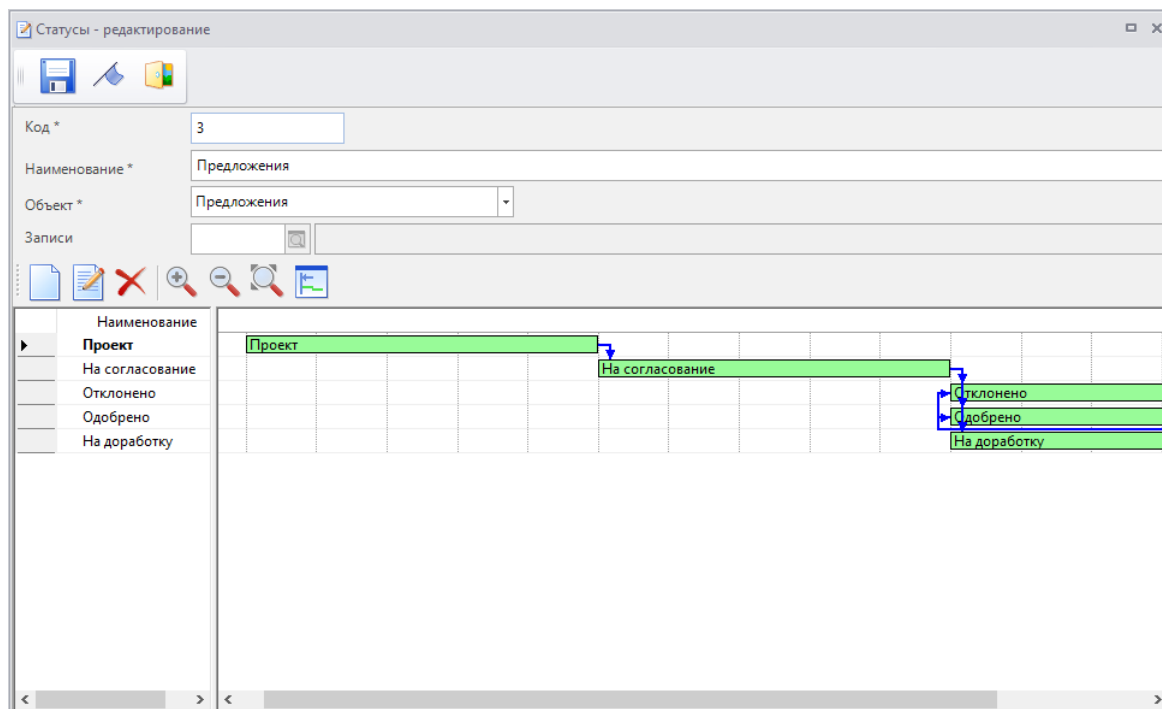 Статусы - редактирование
Код * 3
Наименование * Предложения
Объект * Предложения
Записи
Наименование
Проект Проект
На согласование На согласование
Отклонено Отклонено
Одобрено Одобрено
На доработку На доработку